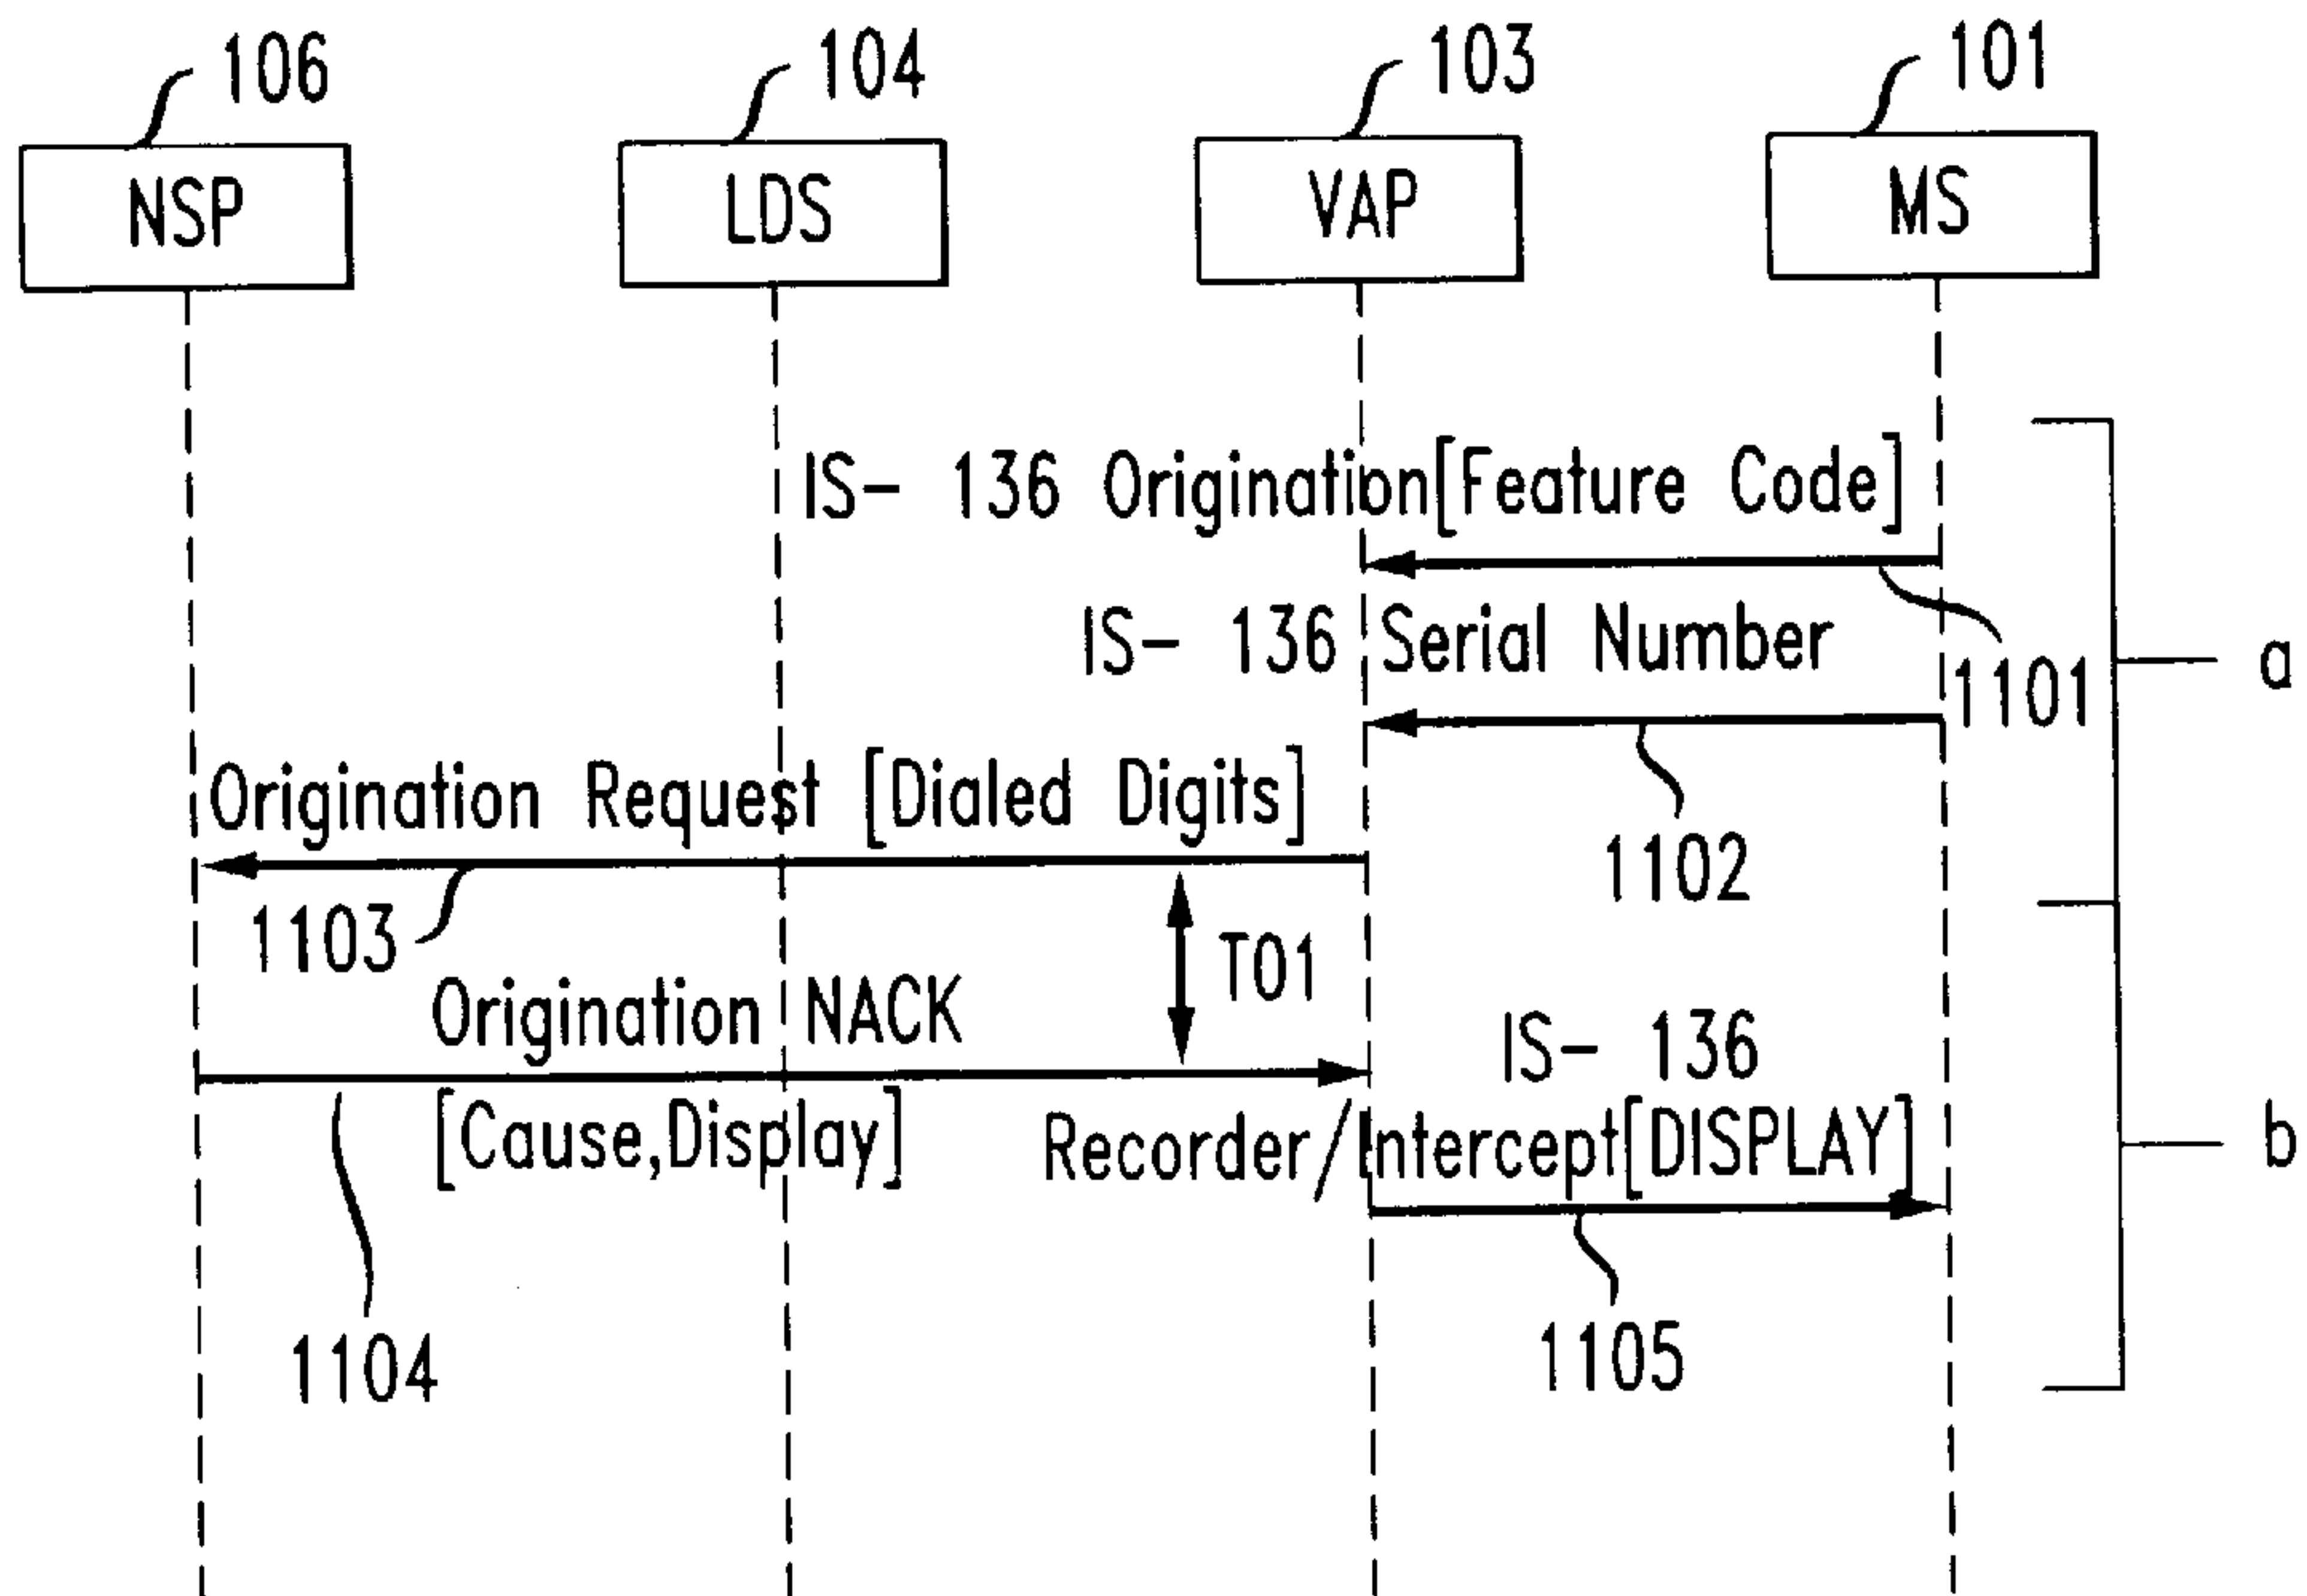 106
104
103
101
NSP
LDS
VAP
MS
IS- 136 Origination[Feature Code]
IS- 136 Serial Number
1101
a
Origination Request [Dialed Digits]
1102
1103
T01
Origination NACK
[Cause,Display]
IS- 136
Recorder/Intercept[DISPLAY]
b
1104
1105